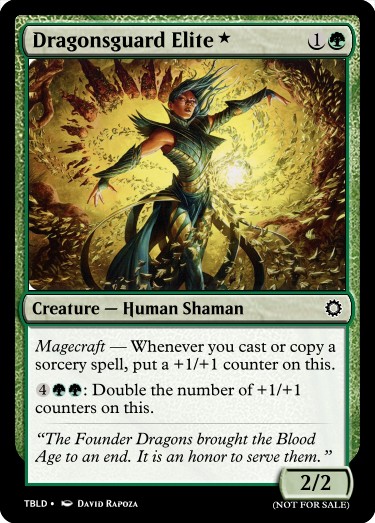 Dragonsguard Elite ★ 1
Creature — Human Shaman
Magecraft — Whenever you cast or copy a
sorcery spell, put a +1/+1 counter on this.
4: Double the number of +1/+1
counters on this.
“The Founder Dragons brought the Blood
Age to an end. It is an honor to serve them.”
2/2
TBLD • David Rapoza
(NOT FOR SALE)